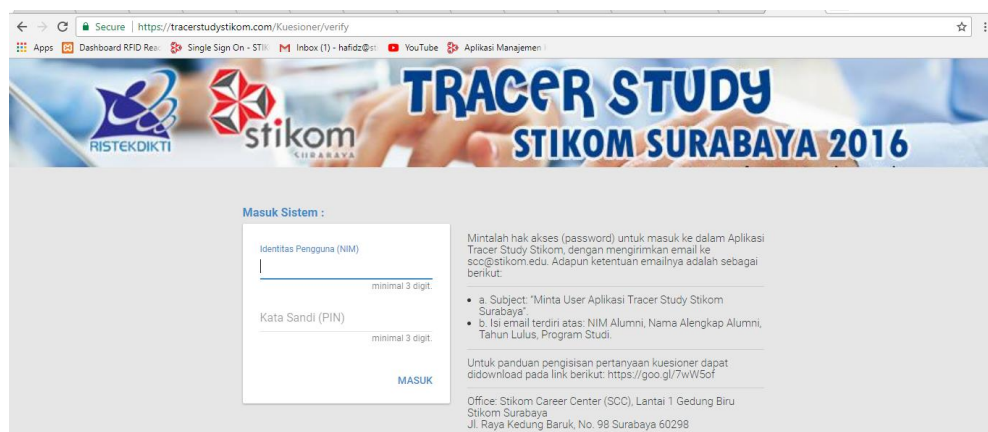 Secure | https://tracerstudystikom.com/Kuesioner/verify
Apps Dashboard RFID Rea Single Sign On - STIK Inbox (1) - hafidz@st YouTube Aplikasi Manajemen
RISTEKDIKTI
stikom
SURABAYA
TRACER STUDY
STIKOM SURABAYA 2016
Masuk Sistem :
Identitas Pengguna (NIM)
minimal 3 digit.
Kata Sandi (PIN)
minimal 3 digit.
MASUK
Mintalah hak akses (password) untuk masuk ke dalam Aplikasi
Tracer Study Stikom, dengan mengirimkan email ke
scc@stikom.edu. Adapun ketentuan emailnya adalah sebagai
berikut:
a. Subject: "Minta User Aplikasi Tracer Study Stikom
Surabaya".
b. Isi email terdiri atas: NIM Alumni, Nama Alengkap Alumni,
Tahun Lulus, Program Studi.
Untuk panduan pengisisan pertanyaan kuesioner dapat
didownload pada link berikut: https://goo.gl/7wW5of
Office: Stikom Career Center (SCC), Lantai 1 Gedung Biru
Stikom Surabaya
Jl. Raya Kedung Baruk, No. 98 Surabaya 60298